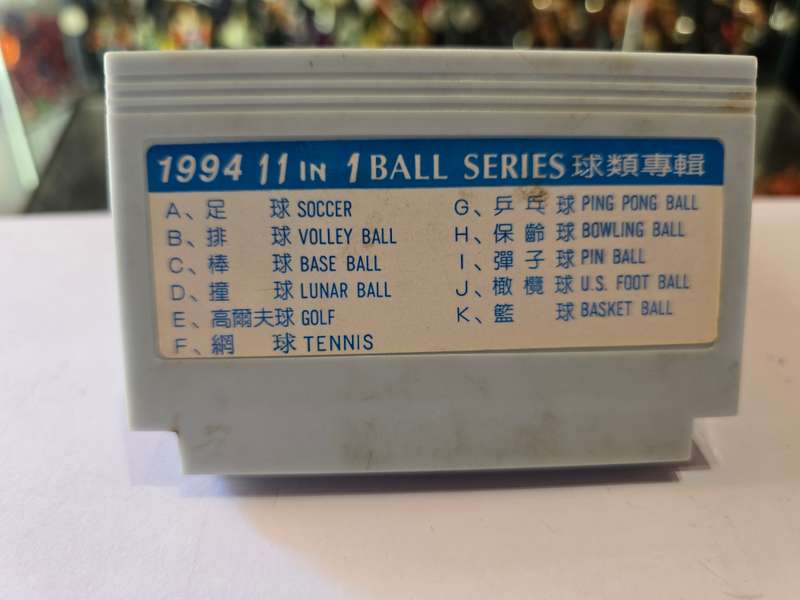 1994 11 IN 1 BALL SERIES 球類專輯
A、足 球 SOCCER
B、排 球 VOLLEY BALL
C、棒 球 BASE BALL
D、撞 球 LUNAR BALL
E、高爾夫球 GOLF
F、網 球 TENNIS
G、乒乓球 PING PONG BALL
H、保齡球 BOWLING BALL
I、彈子球 PIN BALL
J、橄欖球 U.S. FOOT BALL
K、籃 球 BASKET BALL